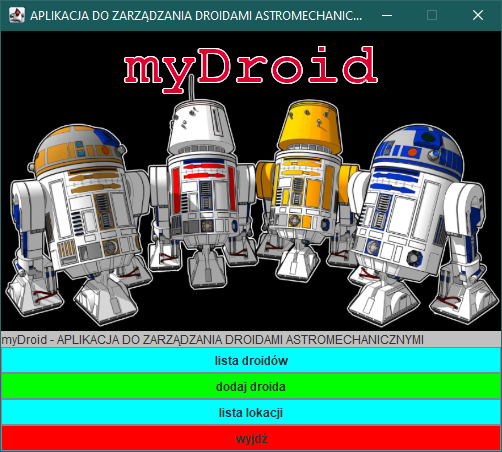 APLIKACJA DO ZARZĄDZANIA DROIDAMI ASTROMECHANIC...
myDroid
myDroid - APLIKACJA DO ZARZĄDZANIA DROIDAMI ASTROMECHANICZNYMI
lista droidów
dodaj droida
lista lokacji
wyjdź